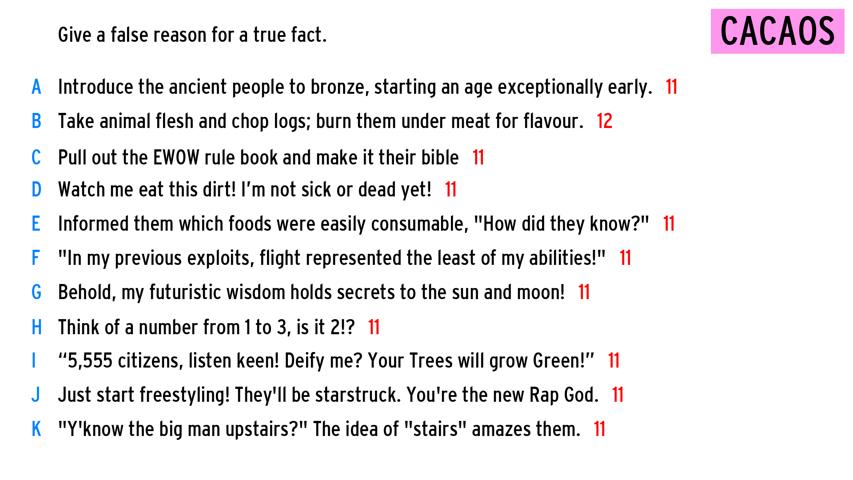 Give a false reason for a true fact.
CACAOS
A Introduce the ancient people to bronze, starting an age exceptionally early. 11
B Take animal flesh and chop logs; burn them under meat for flavour. 12
C Pull out the EWOW rule book and make it their bible 11
D Watch me eat this dirt! I'm not sick or dead yet! 11
E Informed them which foods were easily consumable, "How did they know?" 11
F "In my previous exploits, flight represented the least of my abilities!" 11
G Behold, my futuristic wisdom holds secrets to the sun and moon! 11
H Think of a number from 1 to 3, is it 2!? 11
I “5,555 citizens, listen keen! Deify me? Your Trees will grow Green!” 11
J Just start freestyling! They'll be starstruck. You're the new Rap God. 11
K "Y'know the big man upstairs?" The idea of "stairs" amazes them. 11